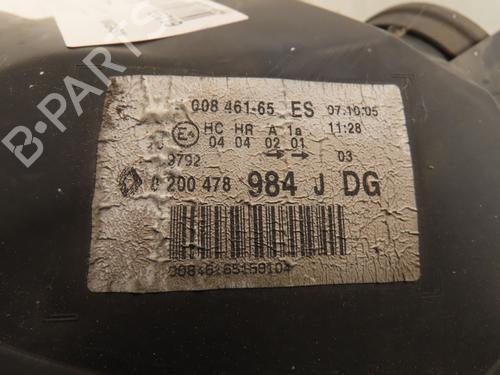 008 461-65 ES 07.10.05
E4 HC HR A 1a 11:28
04 04 02 01
9792 03
200 478 984 J DG
00846165159104
B-PARTS